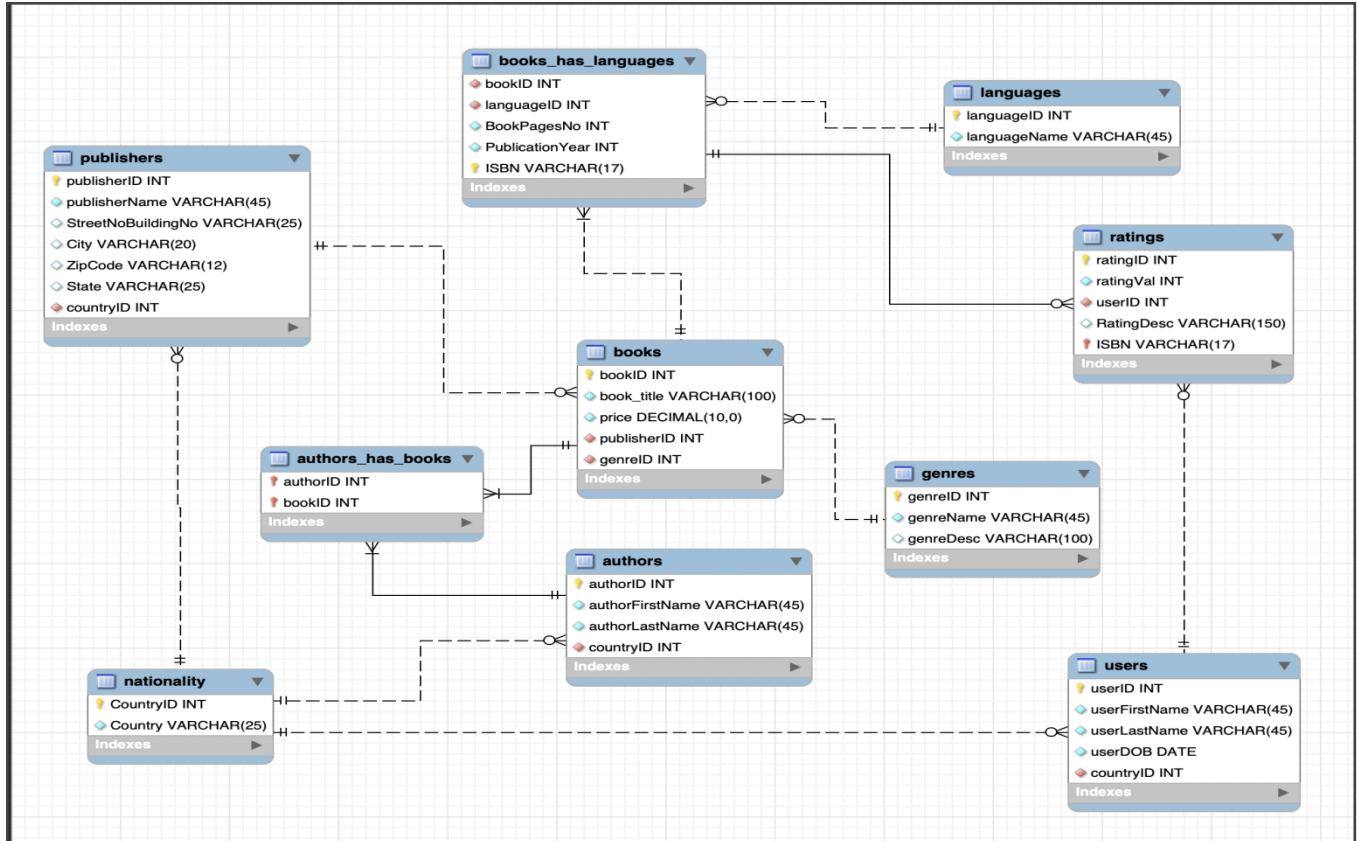 books_has_languages
bookID INT
languageID INT
BookPagesNo INT
PublicationYear INT
ISBN VARCHAR(17)
Indexes
languages
languageID INT
languageName VARCHAR(45)
Indexes
publishers
publisherID INT
publisherName VARCHAR(45)
StreetNoBuildingNo VARCHAR(25)
City VARCHAR(20)
ZipCode VARCHAR(12)
State VARCHAR(25)
countryID INT
Indexes
ratings
ratingID INT
ratingVal INT
userID INT
RatingDesc VARCHAR(150)
ISBN VARCHAR(17)
Indexes
books
bookID INT
book_title VARCHAR(100)
price DECIMAL(10,0)
publisherID INT
genreID INT
Indexes
authors_has_books
authorID INT
bookID INT
Indexes
genres
genreID INT
genreName VARCHAR(45)
genreDesc VARCHAR(100)
Indexes
authors
authorID INT
authorFirstName VARCHAR(45)
authorLastName VARCHAR(45)
countryID INT
Indexes
nationality
CountryID INT
Country VARCHAR(25)
Indexes
users
userID INT
userFirstName VARCHAR(45)
userLastName VARCHAR(45)
userDOB DATE
countryID INT
Indexes